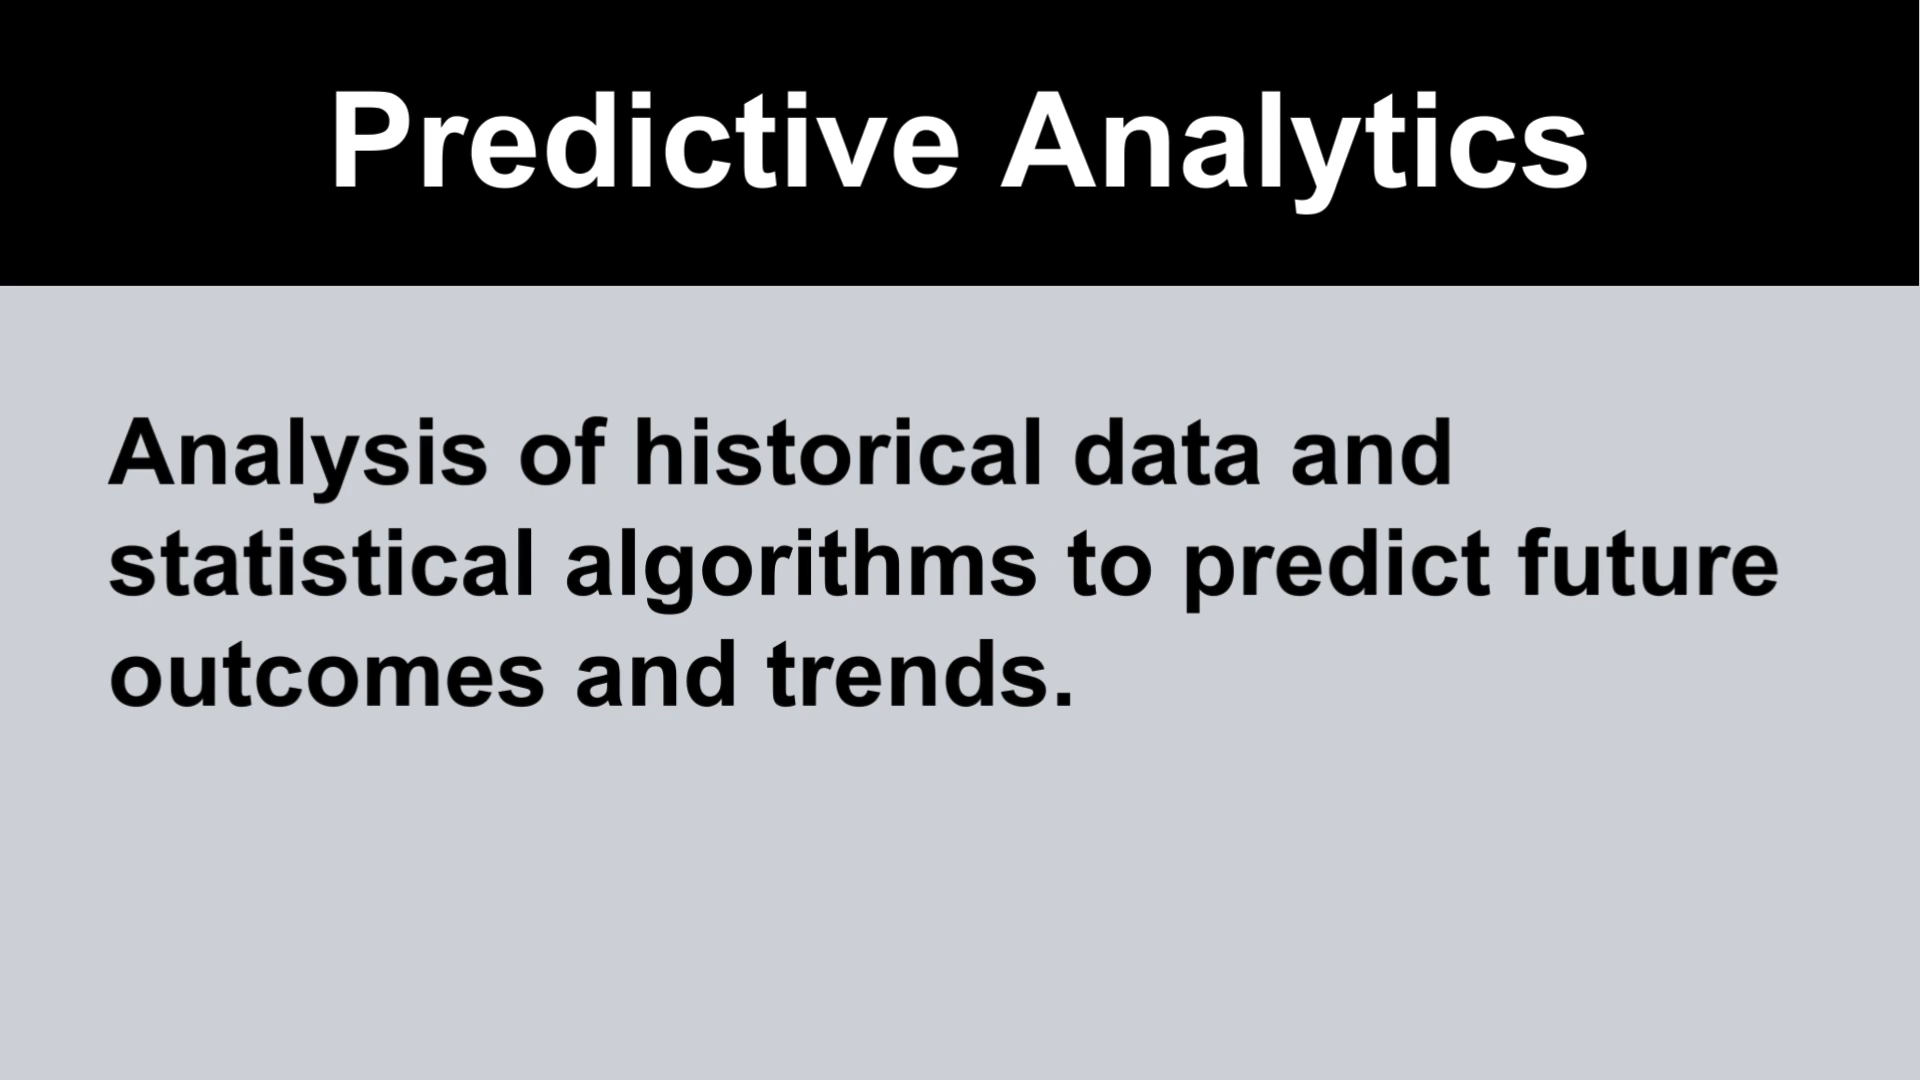 Predictive Analytics
Analysis of historical data and
statistical algorithms to predict future
outcomes and trends.